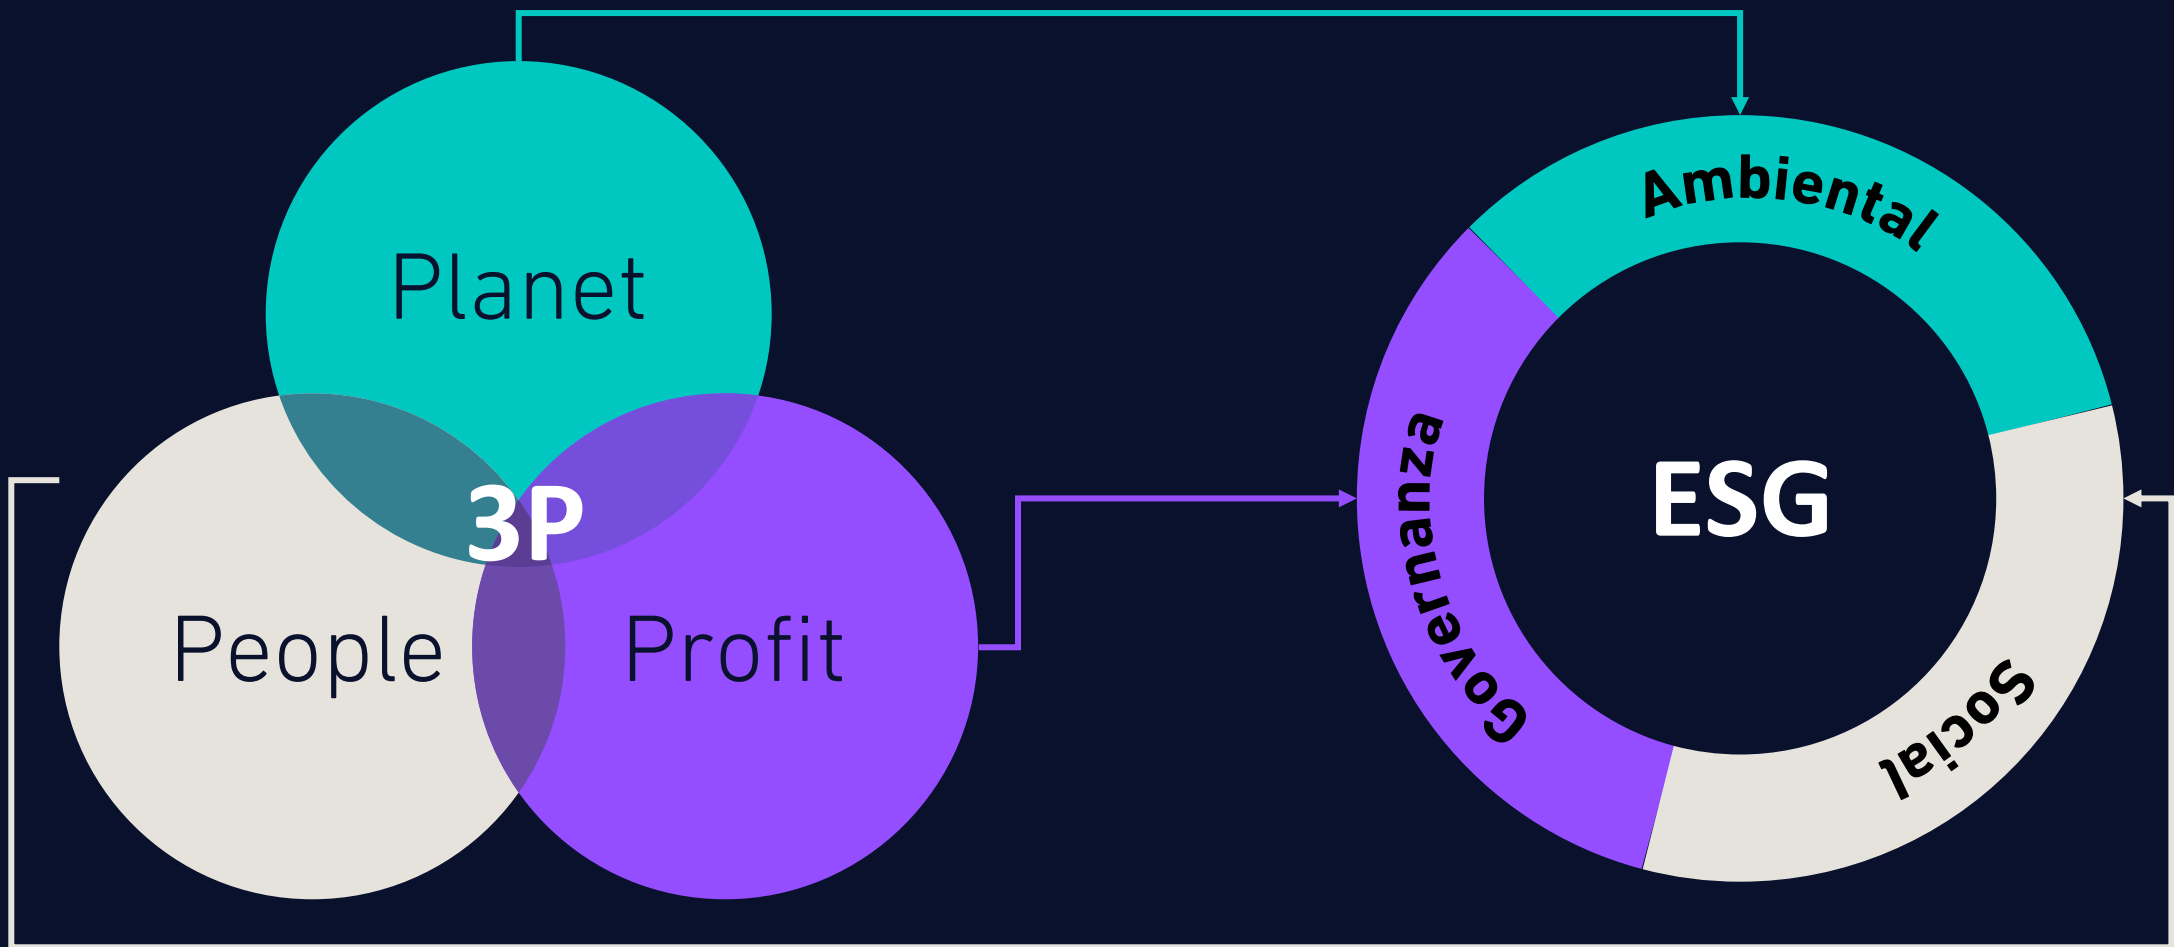 Planet
3P
People
Profit
Ambiental
ESG
Governanza
Social